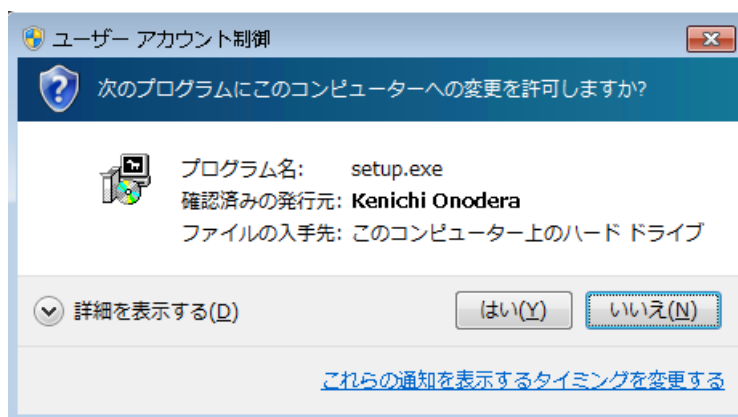 ユーザー アカウント制御
次のプログラムにこのコンピューターへの変更を許可しますか?
プログラム名: setup.exe
確認済みの発行元: Kenichi Onodera
ファイルの入手先: このコンピューター上のハード ドライブ
詳細を表示する(D) はい(Y) いいえ(N)
これらの通知を表示するタイミングを変更する